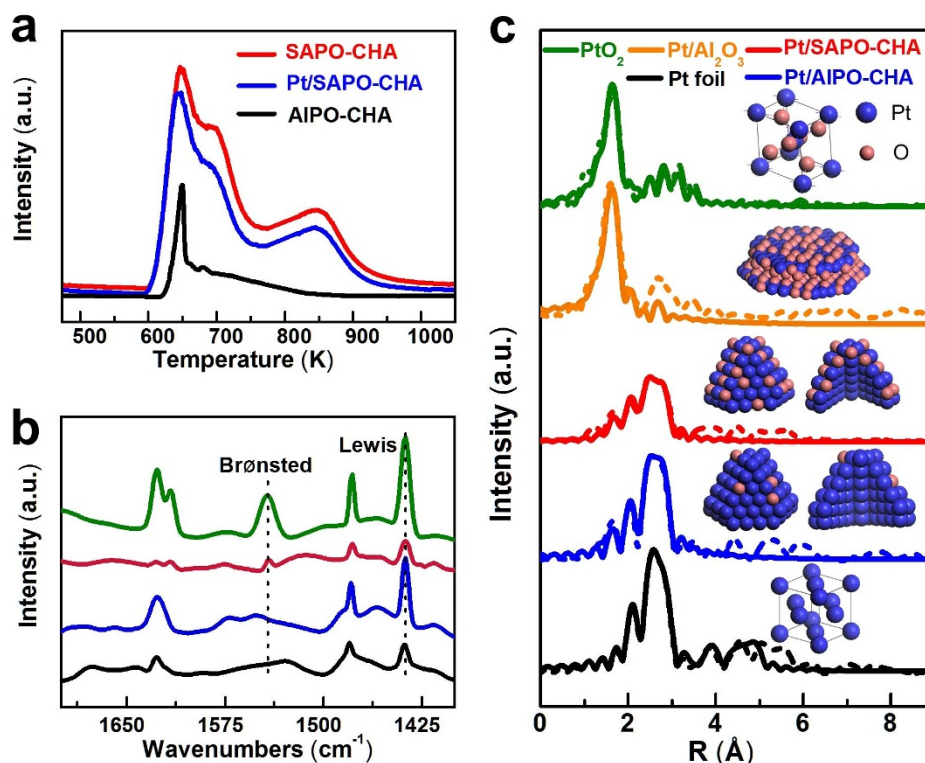 a
SAPO-CHA
Pt/SAPO-CHA
AlPO-CHA
Intensity (a.u.)
500 600 700 800 900 1000
Temperature (K)
b
Brønsted
Lewis
Intensity (a.u.)
1650 1575 1500 1425
Wavenumbers (cm⁻¹)
c
PtO₂ Pt/Al₂O₃ Pt/SAPO-CHA
Pt foil Pt/AlPO-CHA
Pt
O
Intensity (a.u.)
0 2 4 6 8
R (Å)